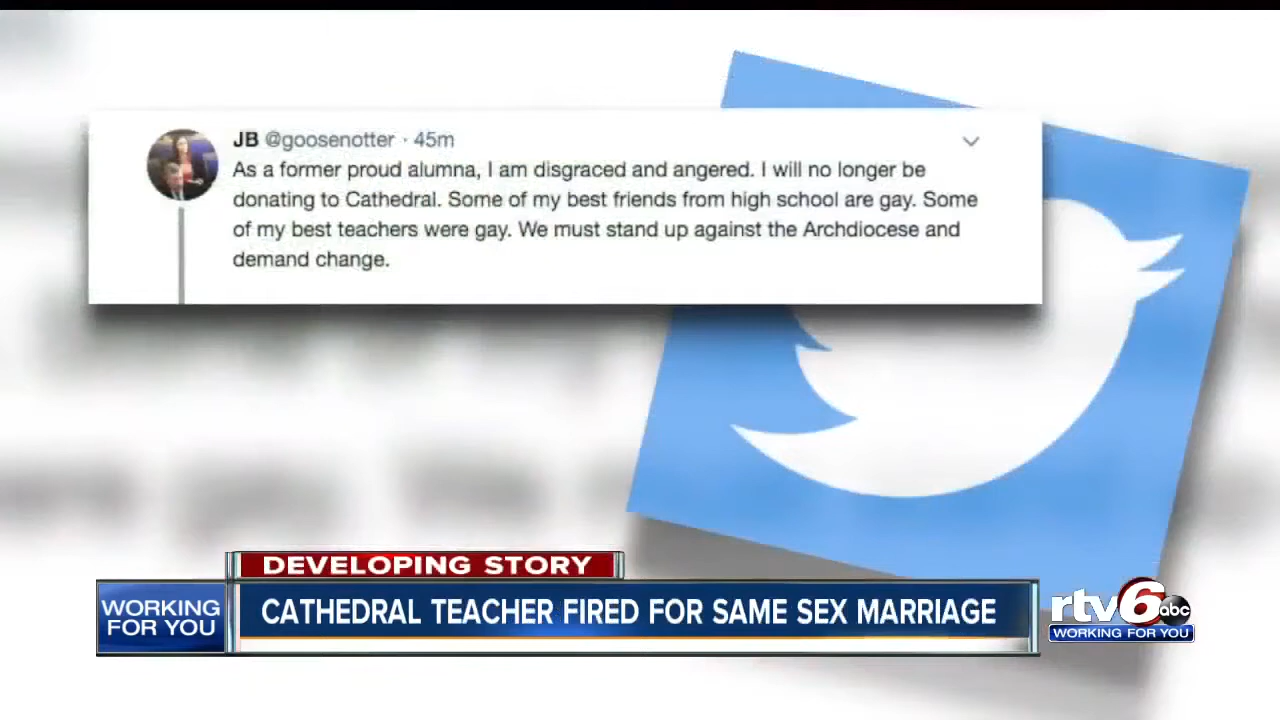 JB @goosenotter · 45m
As a former proud alumna, I am disgraced and angered. I will no longer be
donating to Cathedral. Some of my best friends from high school are gay. Some
of my best teachers were gay. We must stand up against the Archdiocese and
demand change.
DEVELOPING STORY
WORKING
FOR YOU
CATHEDRAL TEACHER FIRED FOR SAME SEX MARRIAGE
rtv6 abc
WORKING FOR YOU